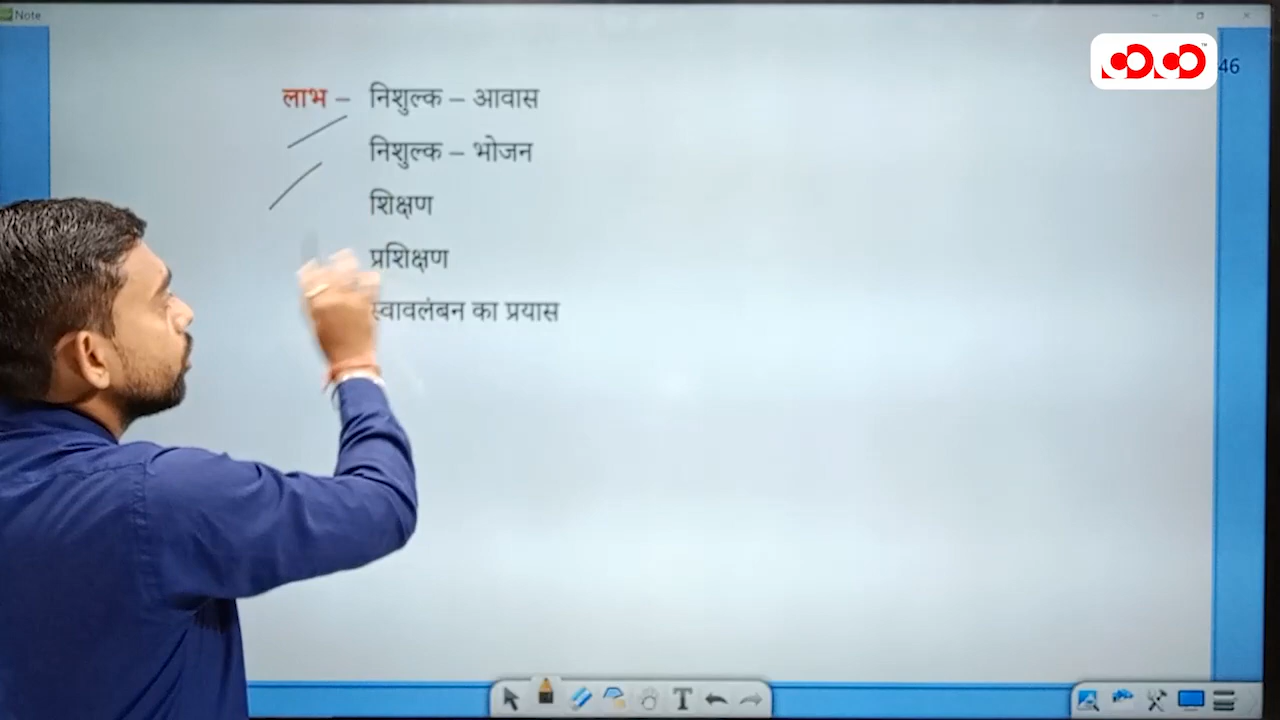 Note
46
लाभ – निशुल्क – आवास
निशुल्क – भोजन
शिक्षण
प्रशिक्षण
स्वावलंबन का प्रयास
T